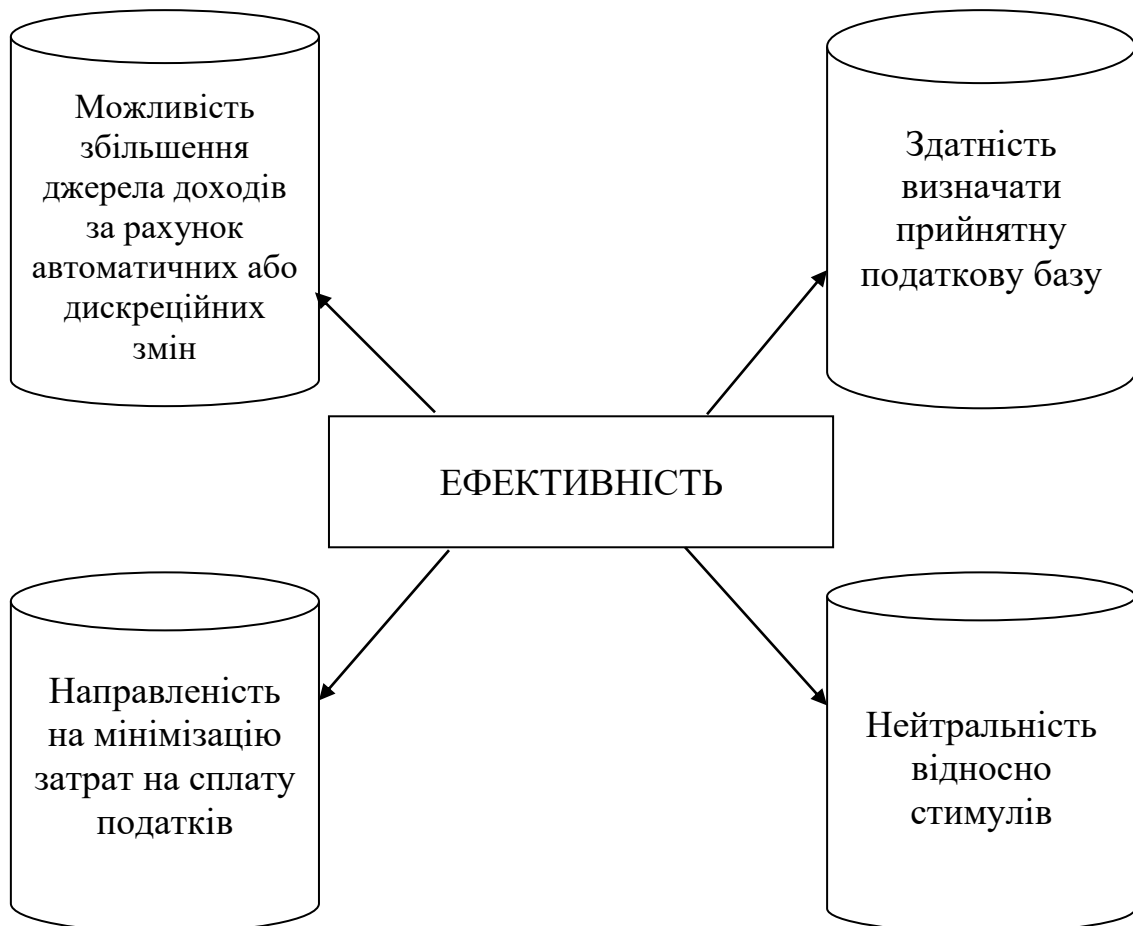 Можливість
збільшення
джерела доходів
за рахунок
автоматичних або
дискреційних
змін
Здатність
визначати
прийнятну
податкову базу
ЕФЕКТИВНІСТЬ
Направленість
на мінімізацію
затрат на сплату
податків
Нейтральність
відносно
стимулів